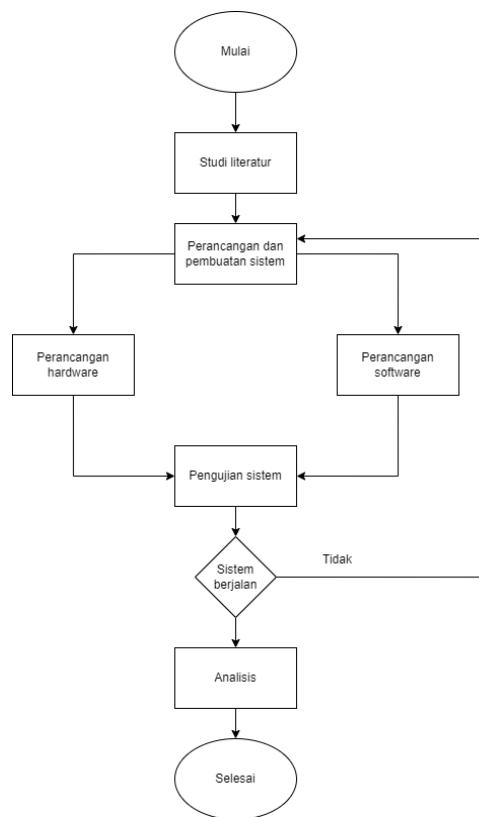 Mulai
Studi literatur
Perancangan dan
pembuatan sistem
Perancangan
hardware
Perancangan
software
Pengujian sistem
Sistem
berjalan
Tidak
Analisis
Selesai